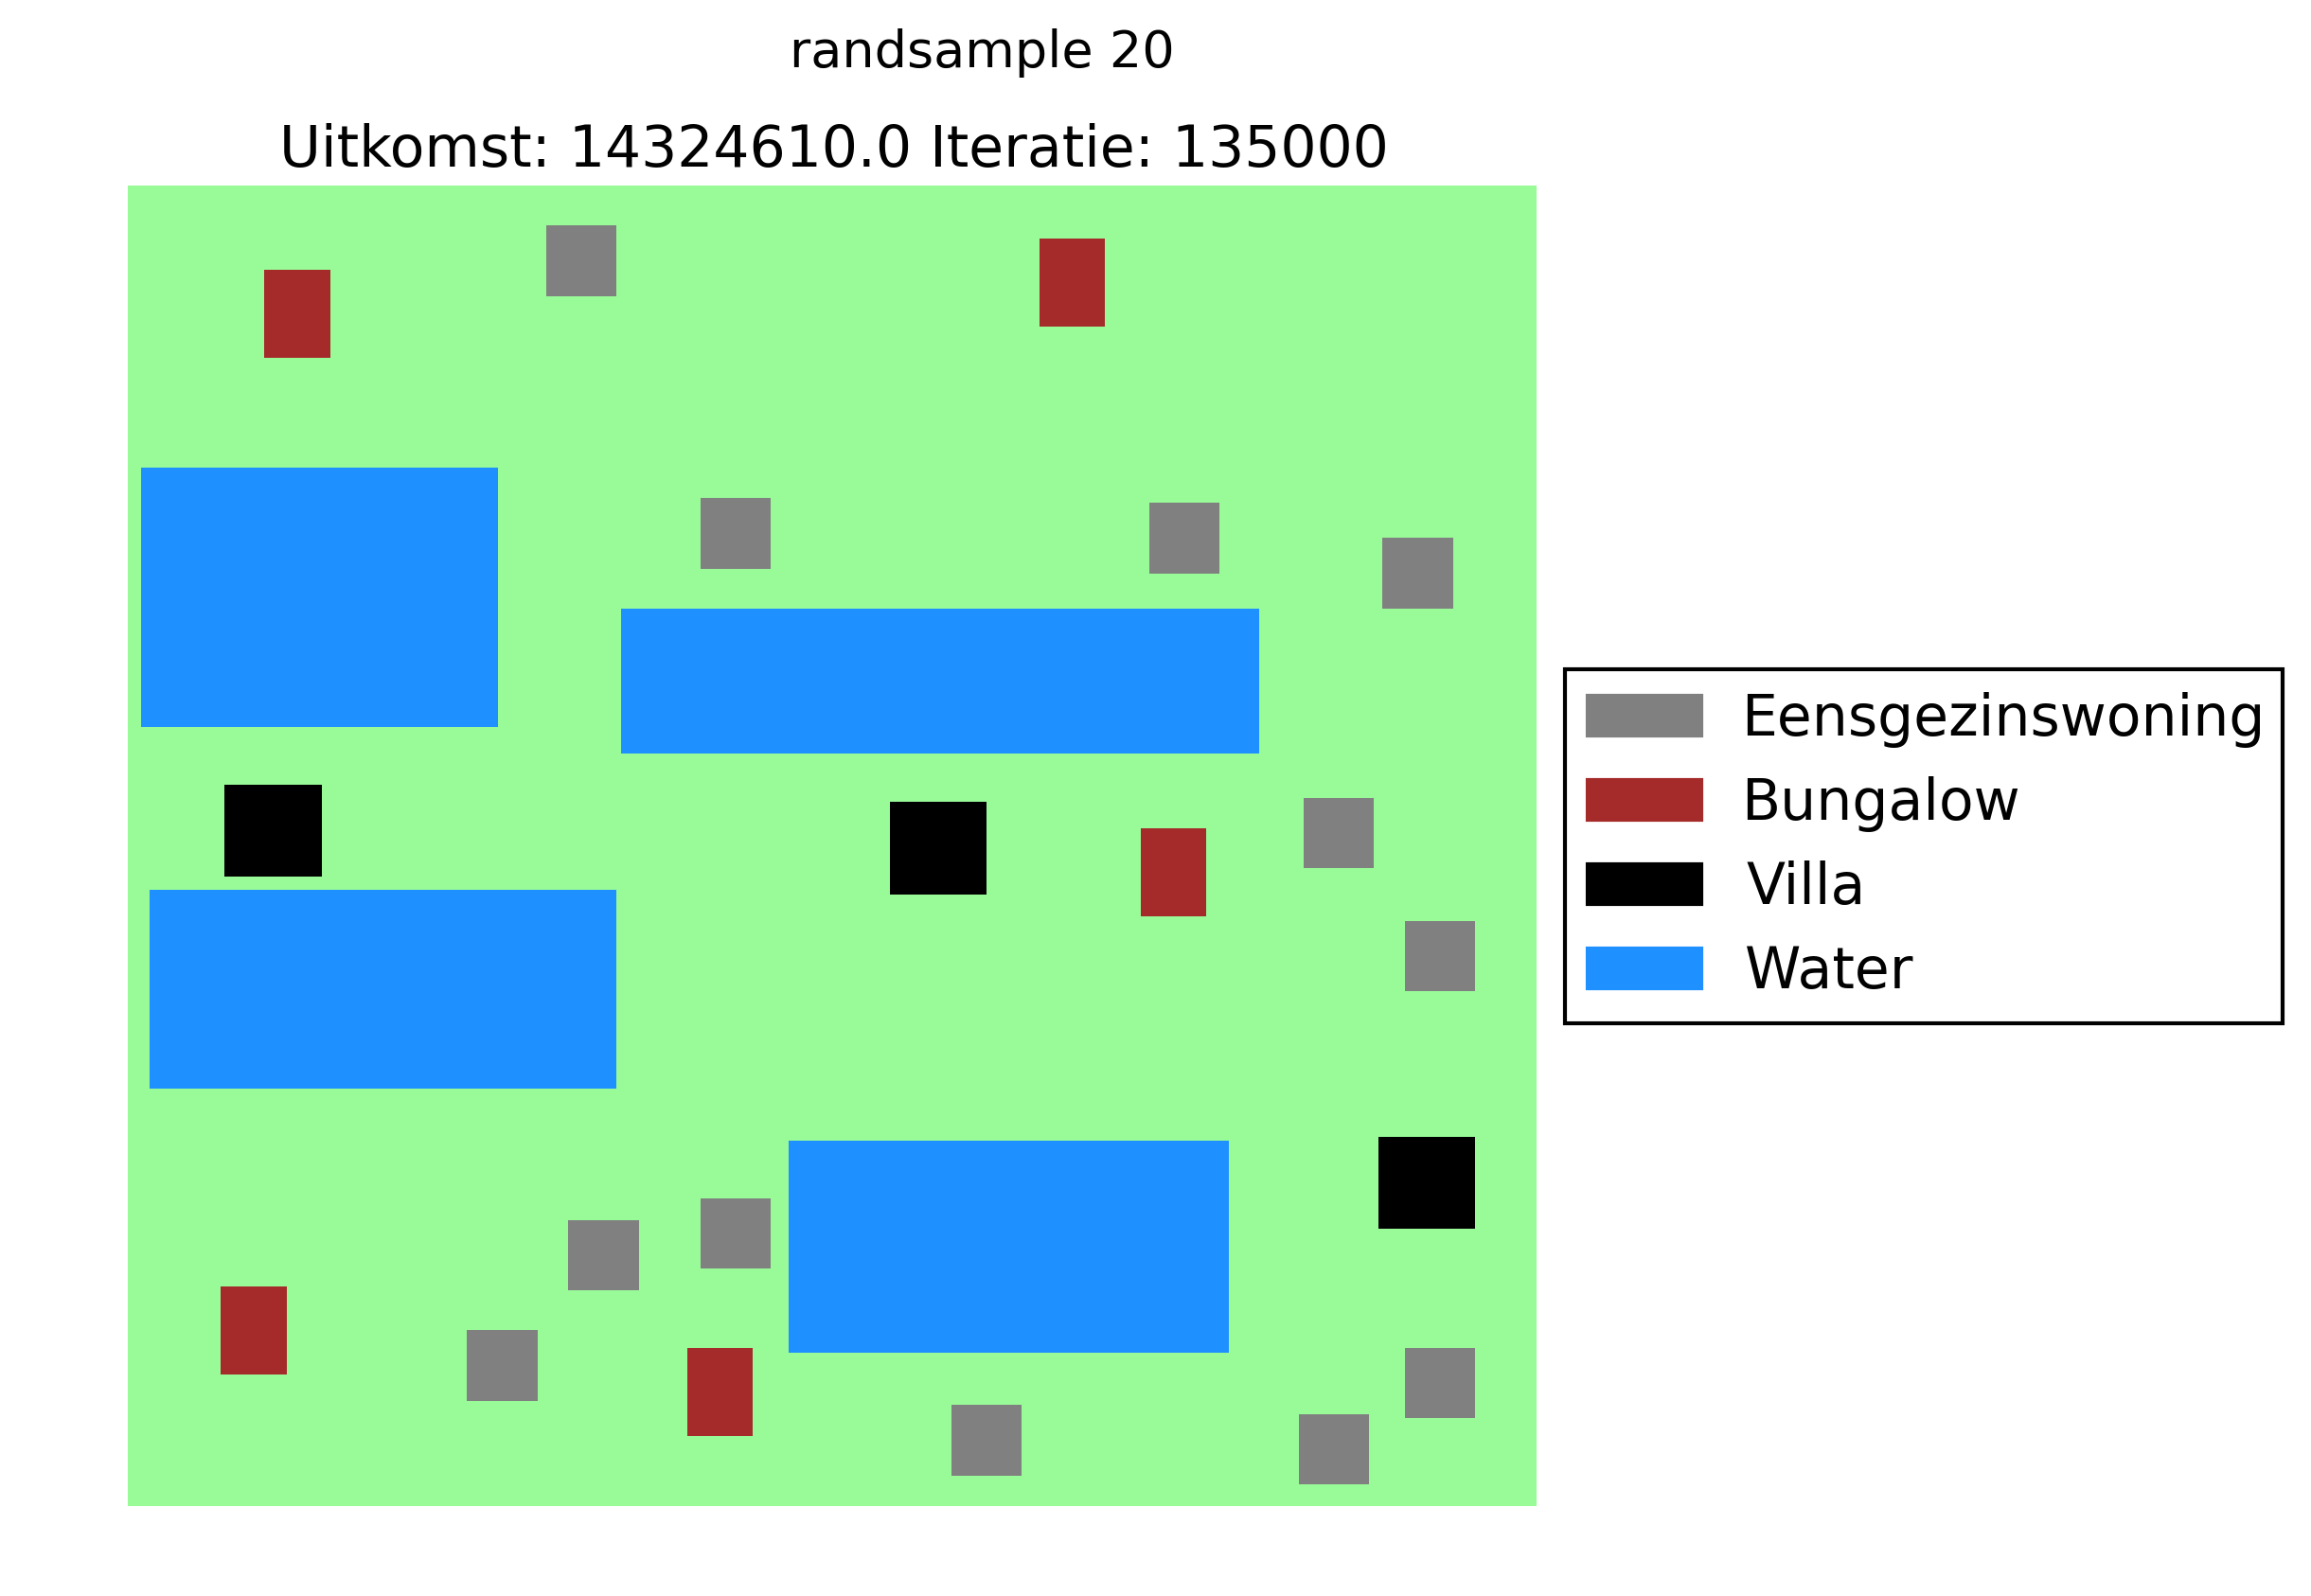 randsample 20
Uitkomst: 14324610.0 Iteratie: 135000
Eensgezinswoning
Bungalow
Villa
Water